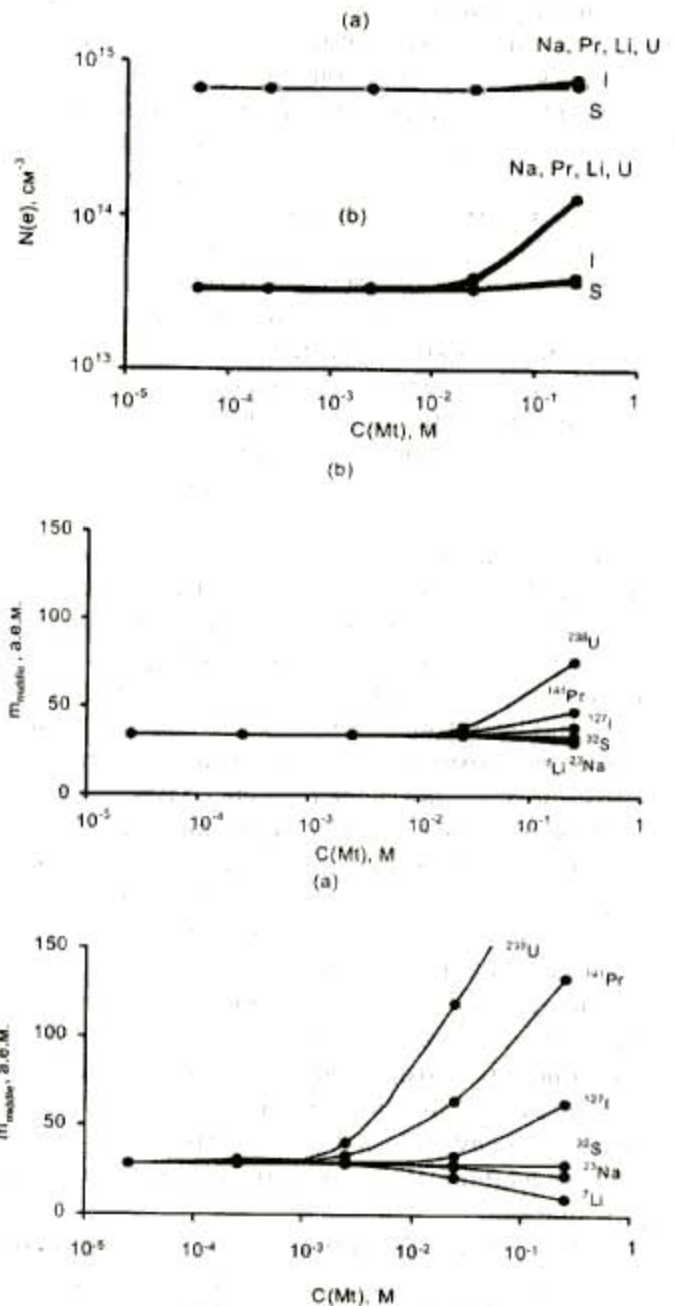 (a)
Na, Pr, Li, U
10¹⁵
I
S
Na, Pr, Li, U
N(e), см⁻³
10¹⁴
(b)
I
S
10¹³
10⁻⁵ 10⁻⁴ 10⁻³ 10⁻² 10⁻¹ 1
C(Mt), M
(b)
150
m middle, а.е.м.
100
²³⁸U
50
¹⁴¹Pr
¹²⁷I
³²S
⁷Li ²³Na
0
10⁻⁵ 10⁻⁴ 10⁻³ 10⁻² 10⁻¹ 1
C(Mt), M
(a)
150
²³⁸U
¹⁴¹Pr
m middle, а.е.м.
100
¹²⁷I
50
³²S
²³Na
⁷Li
0
10⁻⁵ 10⁻⁴ 10⁻³ 10⁻² 10⁻¹ 1
C(Mt), M